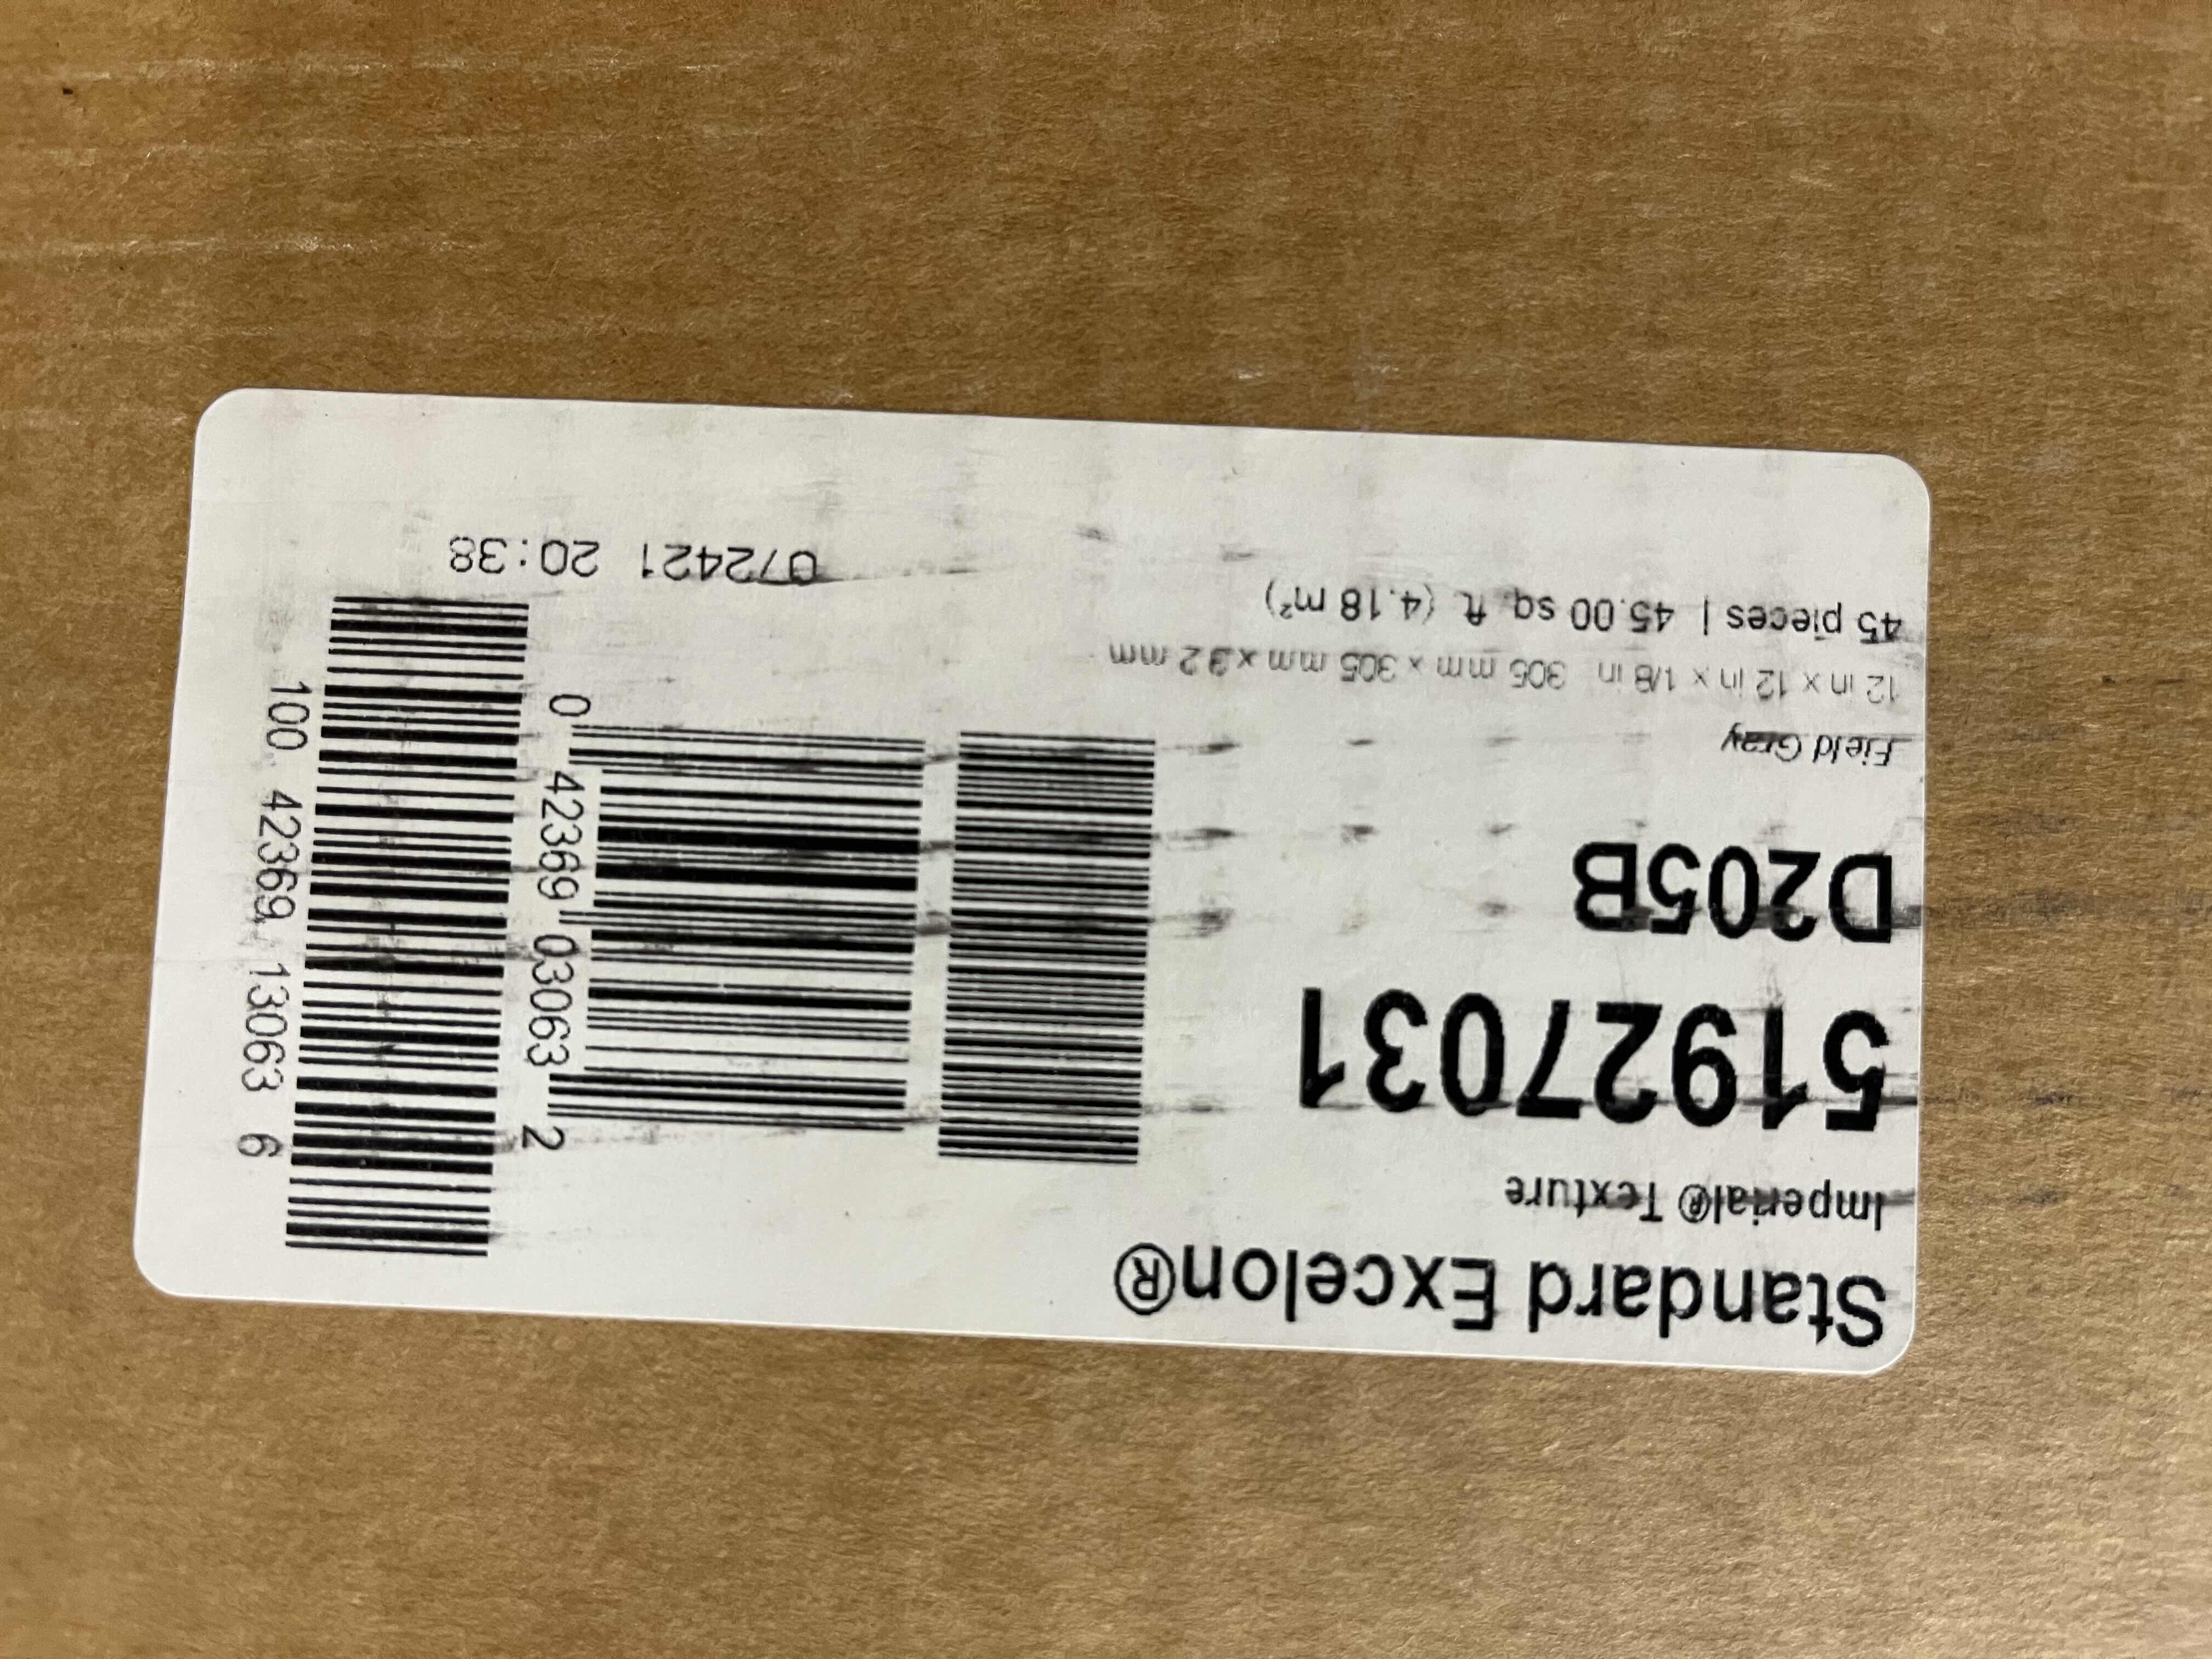 Standard Excelon®
Imperial® Texture
51927031
D205B
Field Gray
12 in x 12 in x 1/8 in 305 mm x 305 mm x 3.2 mm
45 pieces | 45.00 sq. ft. (4.18 m²)
0 42369 03063 2
100 42369 13063 6
072421 20:38